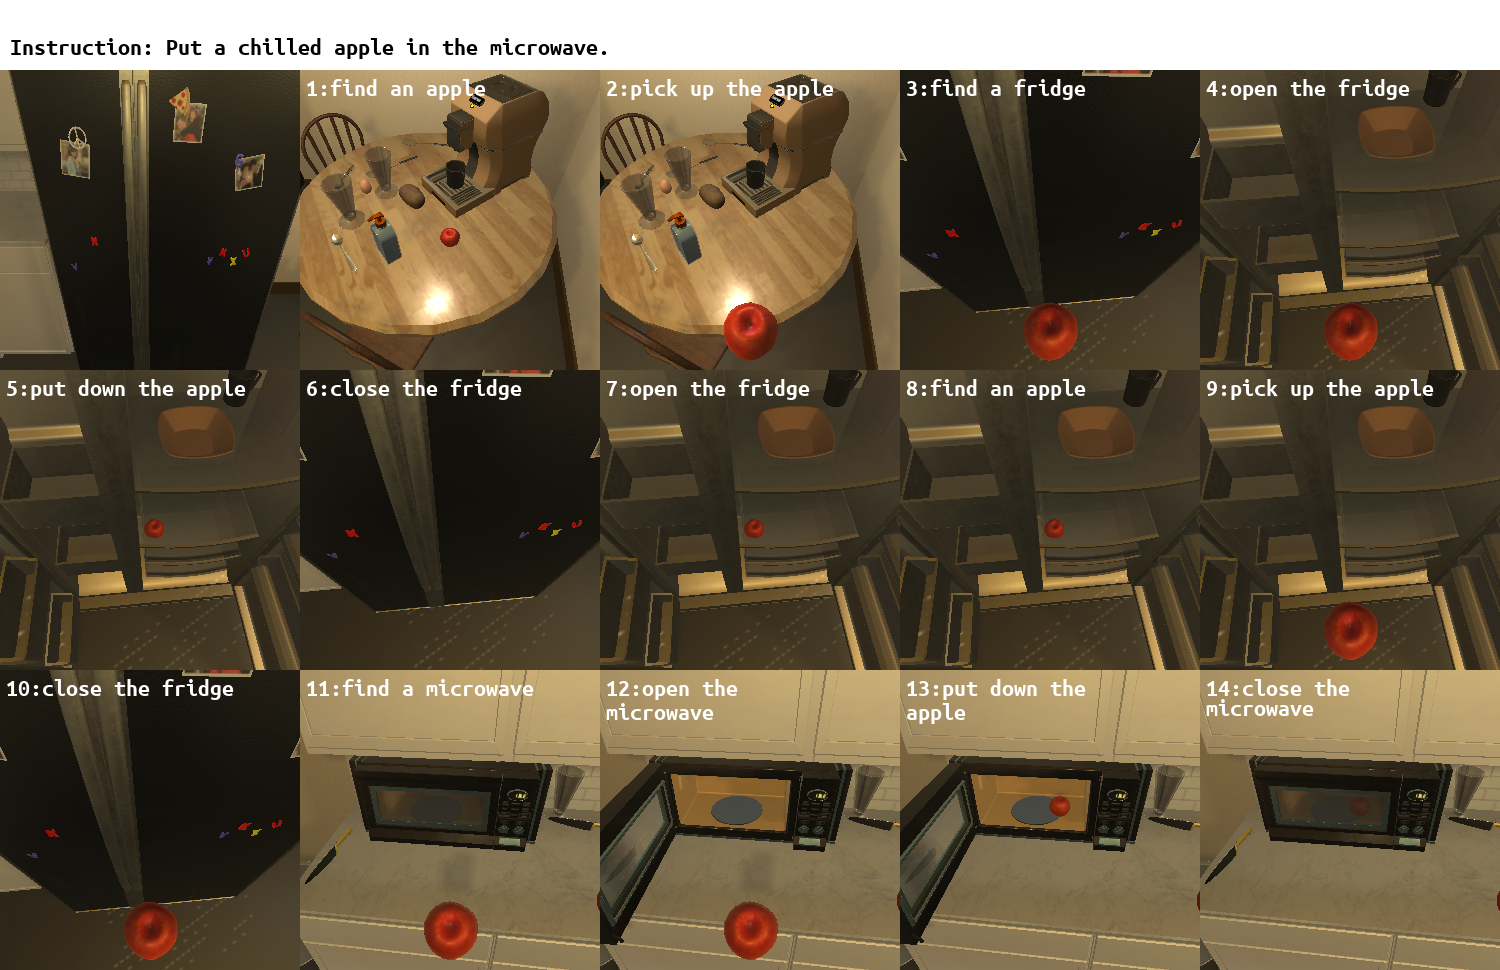 Instruction: Put a chilled apple in the microwave.
1:find an apple
2:pick up the apple
3:find a fridge
4:open the fridge
5:put down the apple
6:close the fridge
7:open the fridge
8:find an apple
9:pick up the apple
10:close the fridge
11:find a microwave
12:open the
microwave
13:put down the
apple
14:close the
microwave